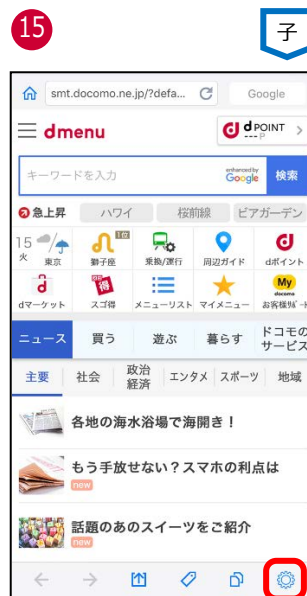 15
子
smt.docomo.ne.jp/?defa...
Google
dmenu
d POINT
キーワードを入力
enhanced by Google
検索
急上昇 ハワイ 桜前線 ビアガーデン
15 火 東京
1位
獅子座 乗換/運行 周辺ガイド dポイント
dマーケット スゴ得 メニューリスト マイメニュー
My docomo
ニュース 買う 遊ぶ 暮らす ドコモの
サービス
主要 社会 政治
経済 エンタメ スポーツ 地域
各地の海水浴場で海開き！
もう手放せない？スマホの利点は
new
話題のあのスイーツをご紹介
new